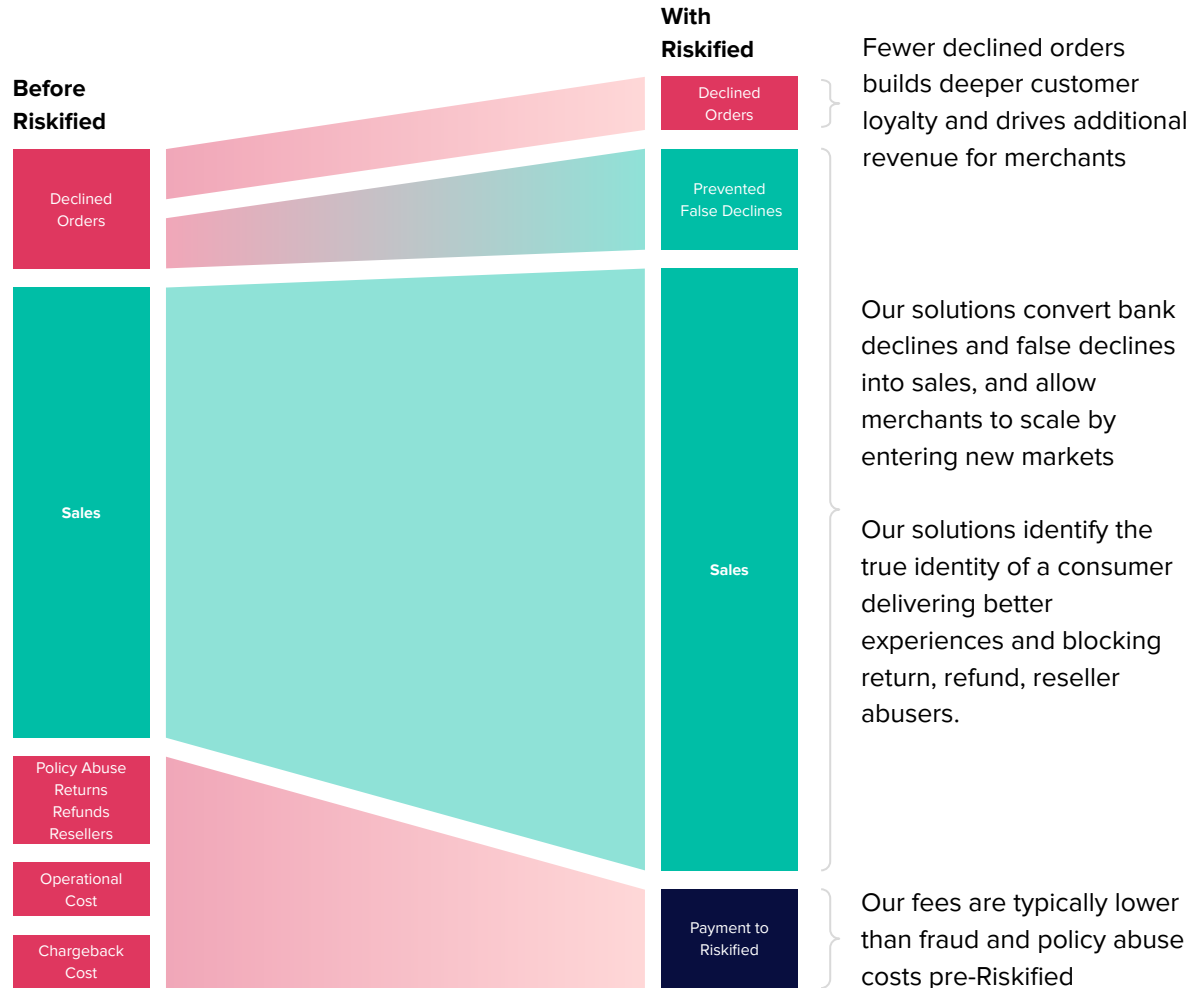 Before
Riskified
Declined
Orders
Sales
Policy Abuse
Returns
Refunds
Resellers
Operational
Cost
Chargeback
Cost
With
Riskified
Declined
Orders
Prevented
False Declines
Sales
Payment to
Riskified
Fewer declined orders
builds deeper customer
loyalty and drives additional
revenue for merchants
Our solutions convert bank
declines and false declines
into sales, and allow
merchants to scale by
entering new markets
Our solutions identify the
true identity of a consumer
delivering better
experiences and blocking
return, refund, reseller
abusers.
Our fees are typically lower
than fraud and policy abuse
costs pre-Riskified